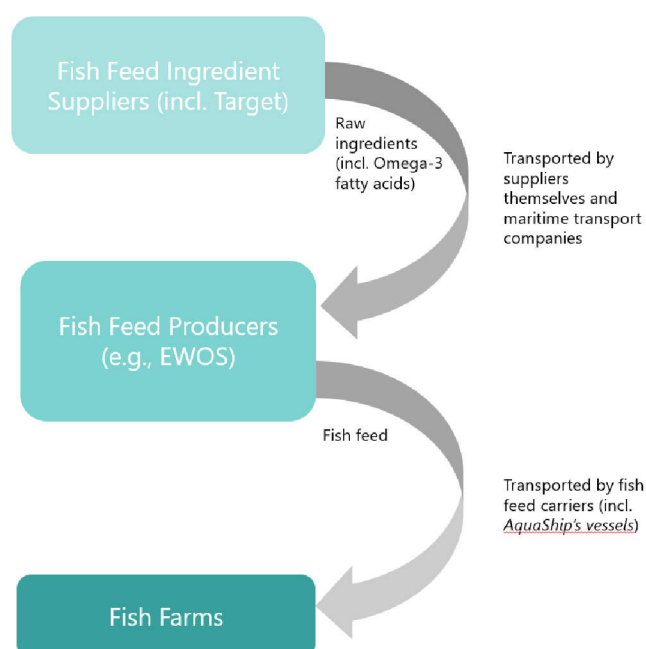 Fish Feed Ingredient
Suppliers (incl. Target)
Raw
ingredients
(incl. Omega-3
fatty acids)
Transported by
suppliers
themselves and
maritime transport
companies
Fish Feed Producers
(e.g., EWOS)
Fish feed
Transported by fish
feed carriers (incl.
AquaShip's vessels)
Fish Farms